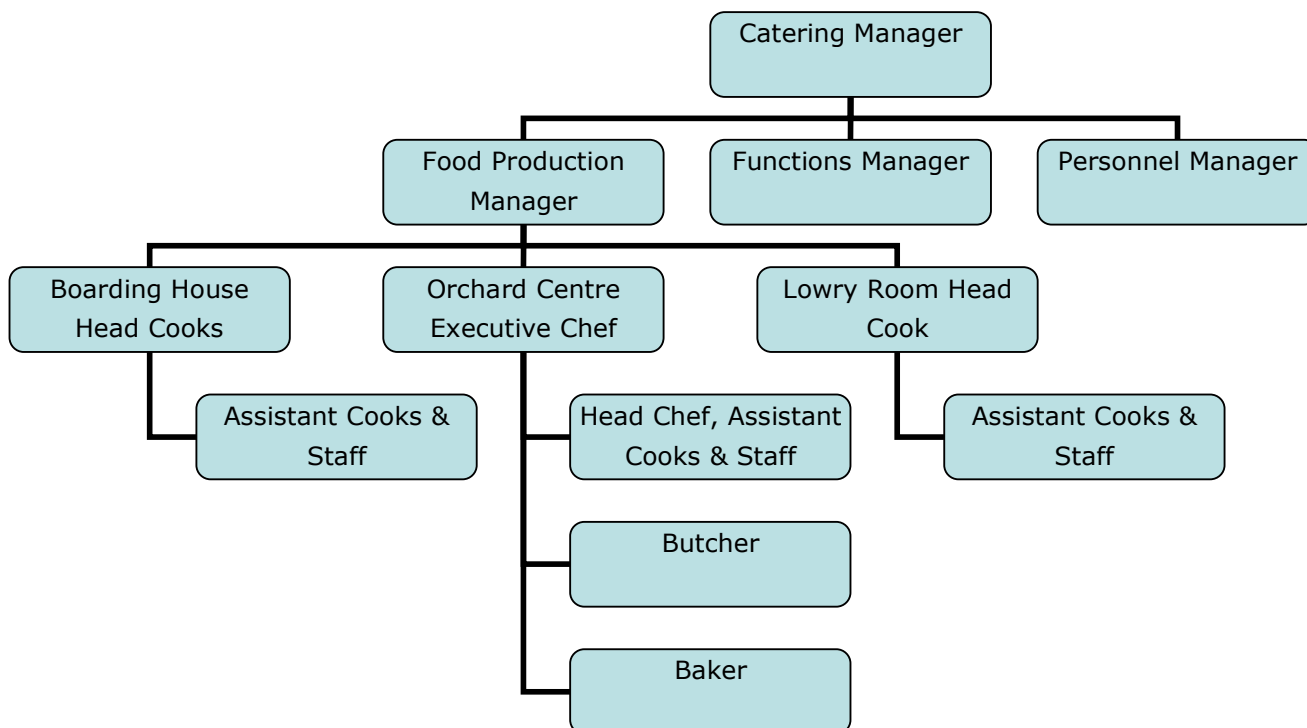 Catering Manager
Food Production
Manager
Functions Manager
Personnel Manager
Boarding House
Head Cooks
Orchard Centre
Executive Chef
Lowry Room Head
Cook
Assistant Cooks &
Staff
Head Chef, Assistant
Cooks & Staff
Assistant Cooks &
Staff
Butcher
Baker